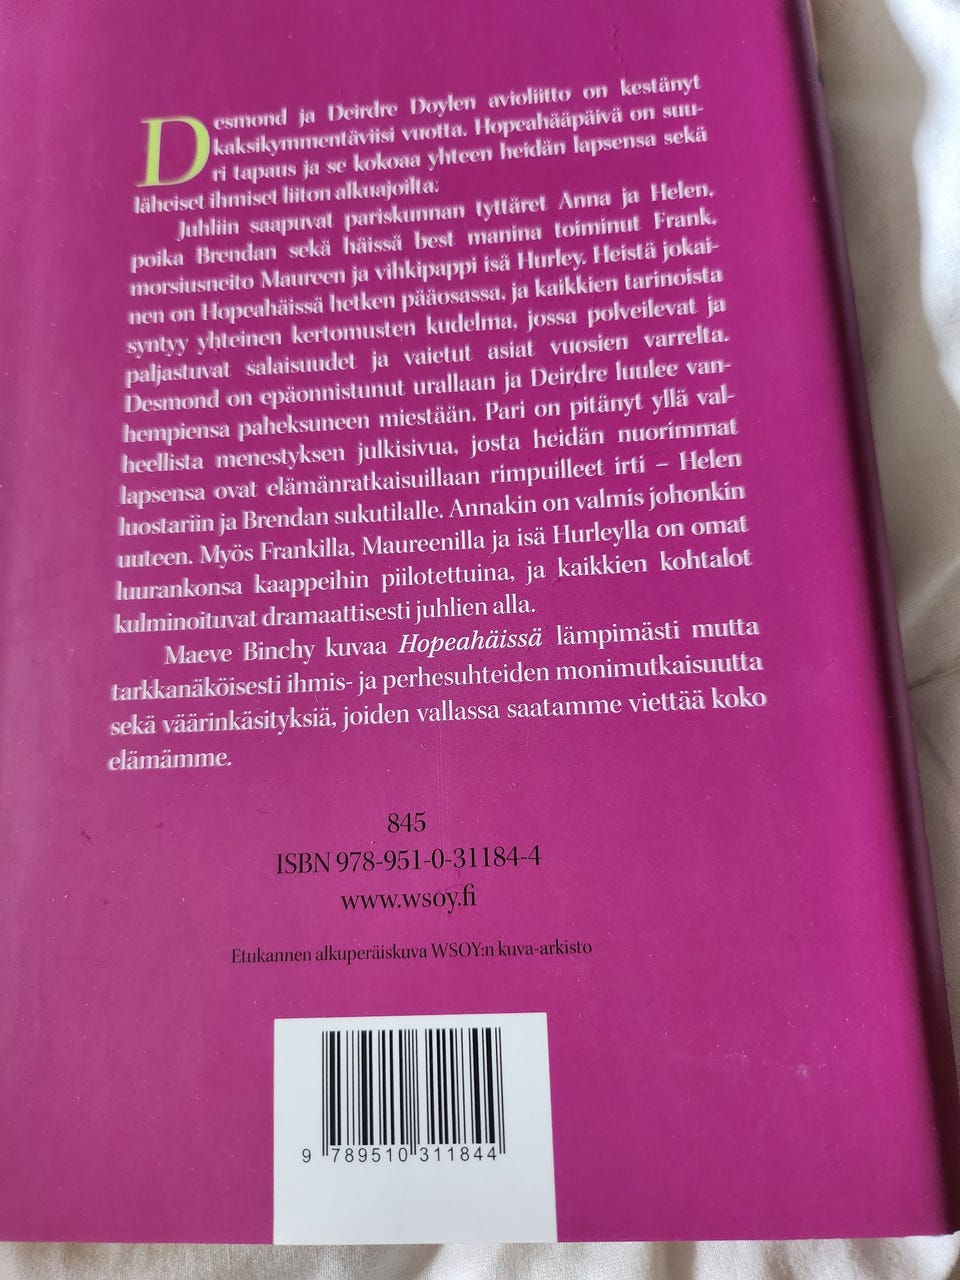 Desmond ja Deirdre Doylen avioliitto on kestänyt
kaksikymmentäviisi vuotta. Hopeahääpäivä on suu-
ri tapaus ja se kokoaa yhteen heidän lapsensa sekä
läheiset ihmiset liiton alkuajoilta.
Juhliin saapuvat pariskunnan tyttäret Anna ja Helen,
poika Brendan sekä häissä best manina toiminut Frank,
morsiusneito Maureen ja vihkipappi isä Hurley. Heistä jokai-
nen on Hopeahäissä hetken pääosassa, ja kaikkien tarinoista
syntyy yhteinen kertomusten kudelma, jossa polveilevat ja
paljastuvat salaisuudet ja vaietut asiat vuosien varrelta.
Desmond on epäonnistunut urallaan ja Deirdre luulee van-
hempiensa paheksuneen miestään. Pari on pitänyt yllä val-
heellista menestyksen julkisivua, josta heidän nuorimmat
lapsensa ovat elämänratkaisuillaan rimpuilleet irti – Helen
luostariin ja Brendan sukutilalle. Annakin on valmis johonkin
uuteen. Myös Frankilla, Maureenilla ja isä Hurleylla on omat
luurankonsa kaappeihin piilotettuina, ja kaikkien kohtalot
kulminoituvat dramaattisesti juhlien alla.
Maeve Binchy kuvaa Hopeahäissä lämpimästi mutta
tarkkanäköisesti ihmis- ja perhesuhteiden monimutkaisuutta
sekä väärinkäsityksiä, joiden vallassa saatamme viettää koko
elämämme.
845
ISBN 978-951-0-31184-4
www.wsoy.fi
Etukannen alkuperäiskuva WSOY:n kuva-arkisto
9 789510 311844